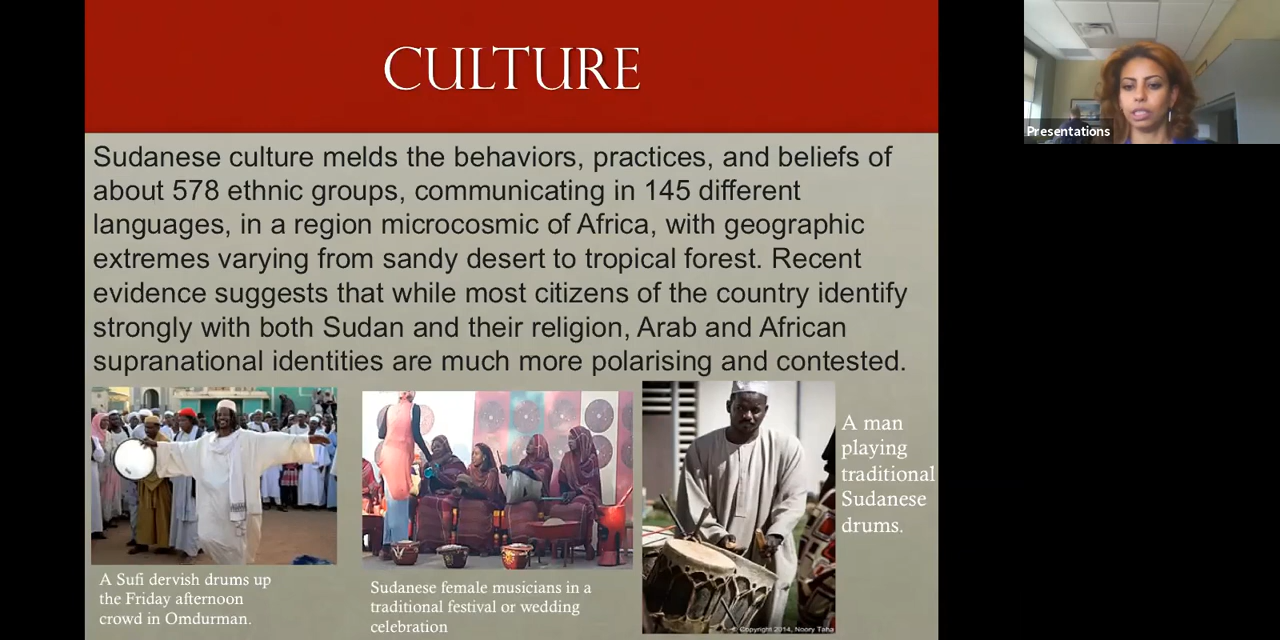 CULTURE
Sudanese culture melds the behaviors, practices, and beliefs of
about 578 ethnic groups, communicating in 145 different
languages, in a region microcosmic of Africa, with geographic
extremes varying from sandy desert to tropical forest. Recent
evidence suggests that while most citizens of the country identify
strongly with both Sudan and their religion, Arab and African
supranational identities are much more polarising and contested.
A Sufi dervish drums up
the Friday afternoon
crowd in Omdurman.
Sudanese female musicians in a
traditional festival or wedding
celebration
A man
playing
traditional
Sudanese
drums.
© Copyright 2014, Noory Taha
Presentations